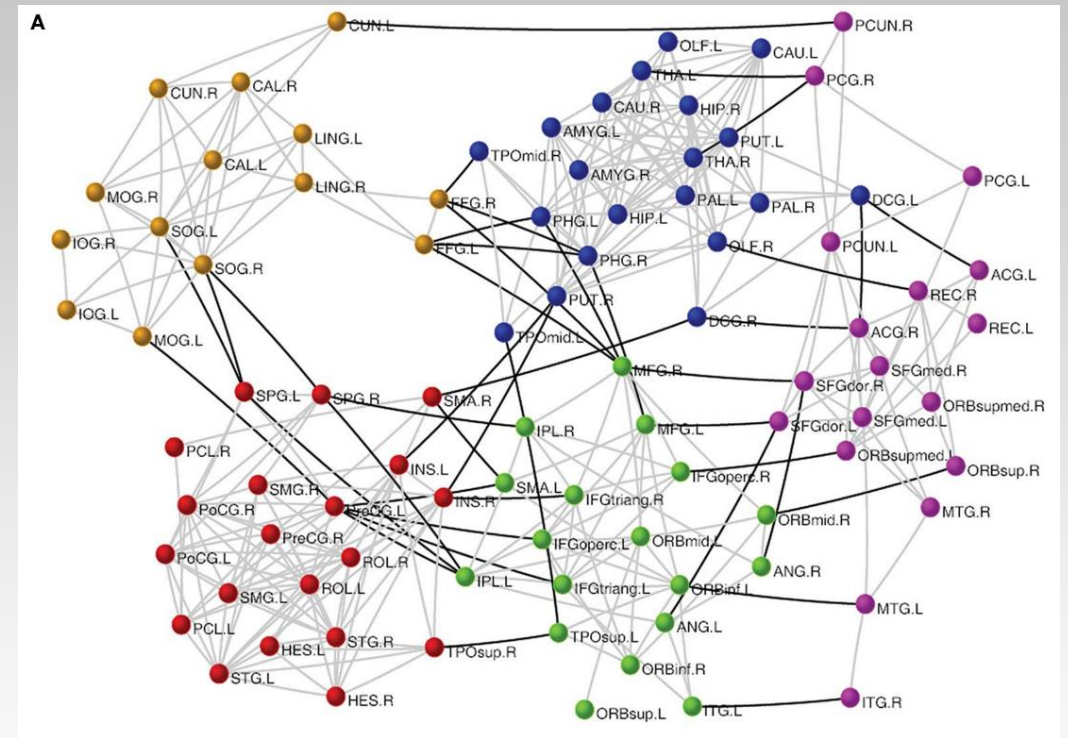 A
CUN.L
PCUN.R
OLF.L
CAU.L
THA.L
PCG.R
CUN.R
CAL.R
CAU.R
HIP.R
LING.L
AMYG.L
PUT.L
TPOmid.R
THA.R
CAL.L
AMYG.R
PCG.L
LING.R
MOG.R
FFG.R
PAL.L
PAL.R
DCG.L
PHG.L
HIP.L
SOG.L
IOG.R
FFG.L
OLF.R
PCUN.L
PHG.R
SOG.R
ACG.L
REC.R
PUT.R
IOG.L
DCG.R
ACG.R
REC.L
MOG.L
TPOmid.L
MFG.R
SFGmed.R
SFGdor.R
SPG.L
SPG.R
SMA.R
ORBsupmed.R
SFGdor.L
SFGmed.L
IPL.R
MFG.L
PCL.R
ORBsupmed.L
INS.L
ORBsup.R
IFGoperc.R
SMG.R
SMA.L
IFGtriang.R
INS.R
PoCG.R
PreCG.L
MTG.R
ORBmid.R
PreCG.R
IFGoperc.L
ORBmid.L
PoCG.L
ROL.R
ANG.R
IPL.L
ROL.L
IFGtriang.L
ORBinf.L
SMG.L
MTG.L
PCL.L
ANG.L
STG.R
TPOsup.L
HES.L
TPOsup.R
ORBinf.R
STG.L
HES.R
ITG.R
ITG.L
ORBsup.L